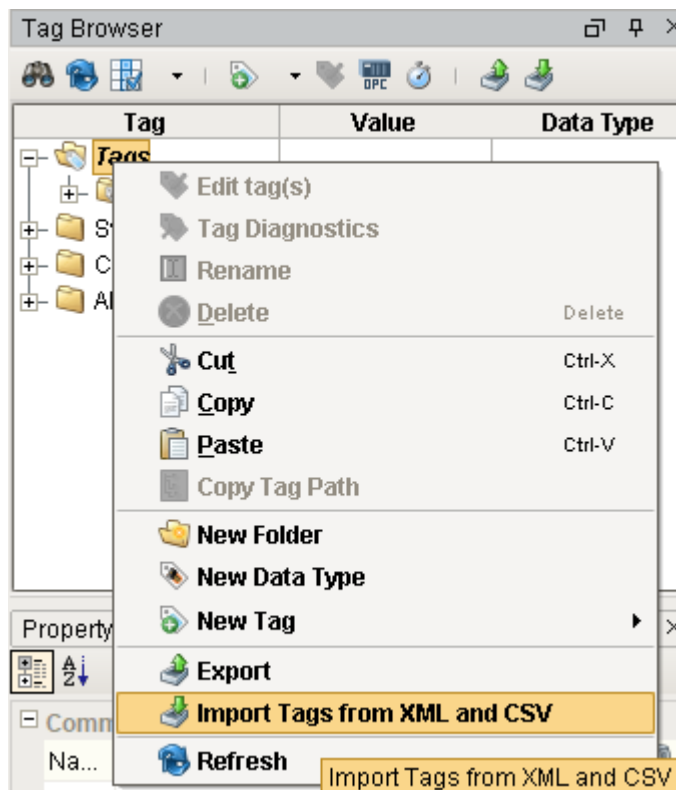 Tag Browser
OPC
Tag Value Data Type
Tags
Edit tag(s)
Tag Diagnostics
Rename
Delete Delete
Cut Ctrl-X
Copy Ctrl-C
Paste Ctrl-V
Copy Tag Path
New Folder
New Data Type
New Tag
Property
Export
Import Tags from XML and CSV
Na...
Refresh
Import Tags from XML and CSV